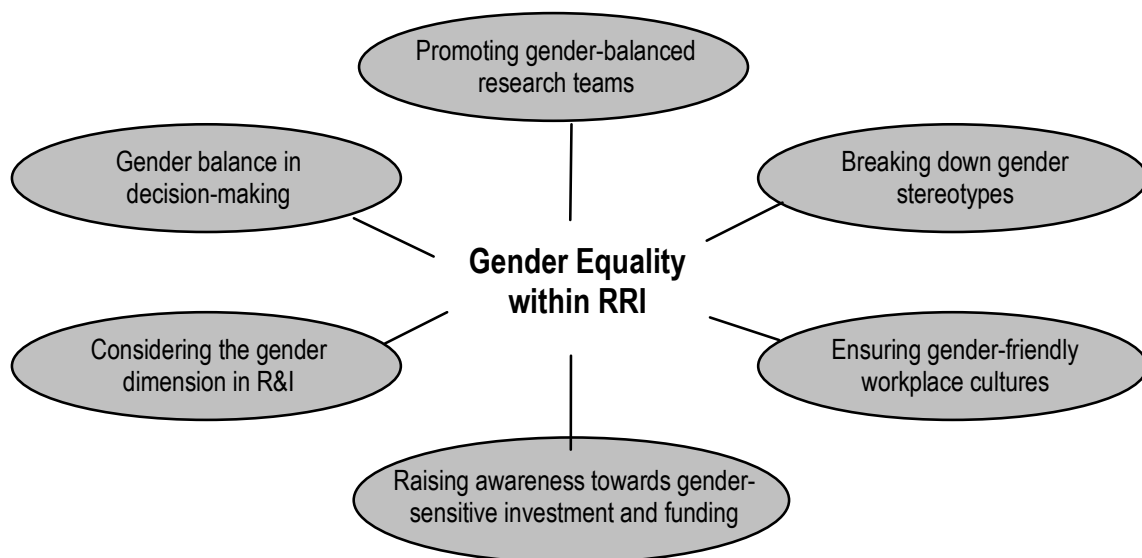 Promoting gender-balanced
research teams
Gender balance in
decision-making
Breaking down gender
stereotypes
Gender Equality
within RRI
Considering the gender
dimension in R&I
Ensuring gender-friendly
workplace cultures
Raising awareness towards gender-
sensitive investment and funding